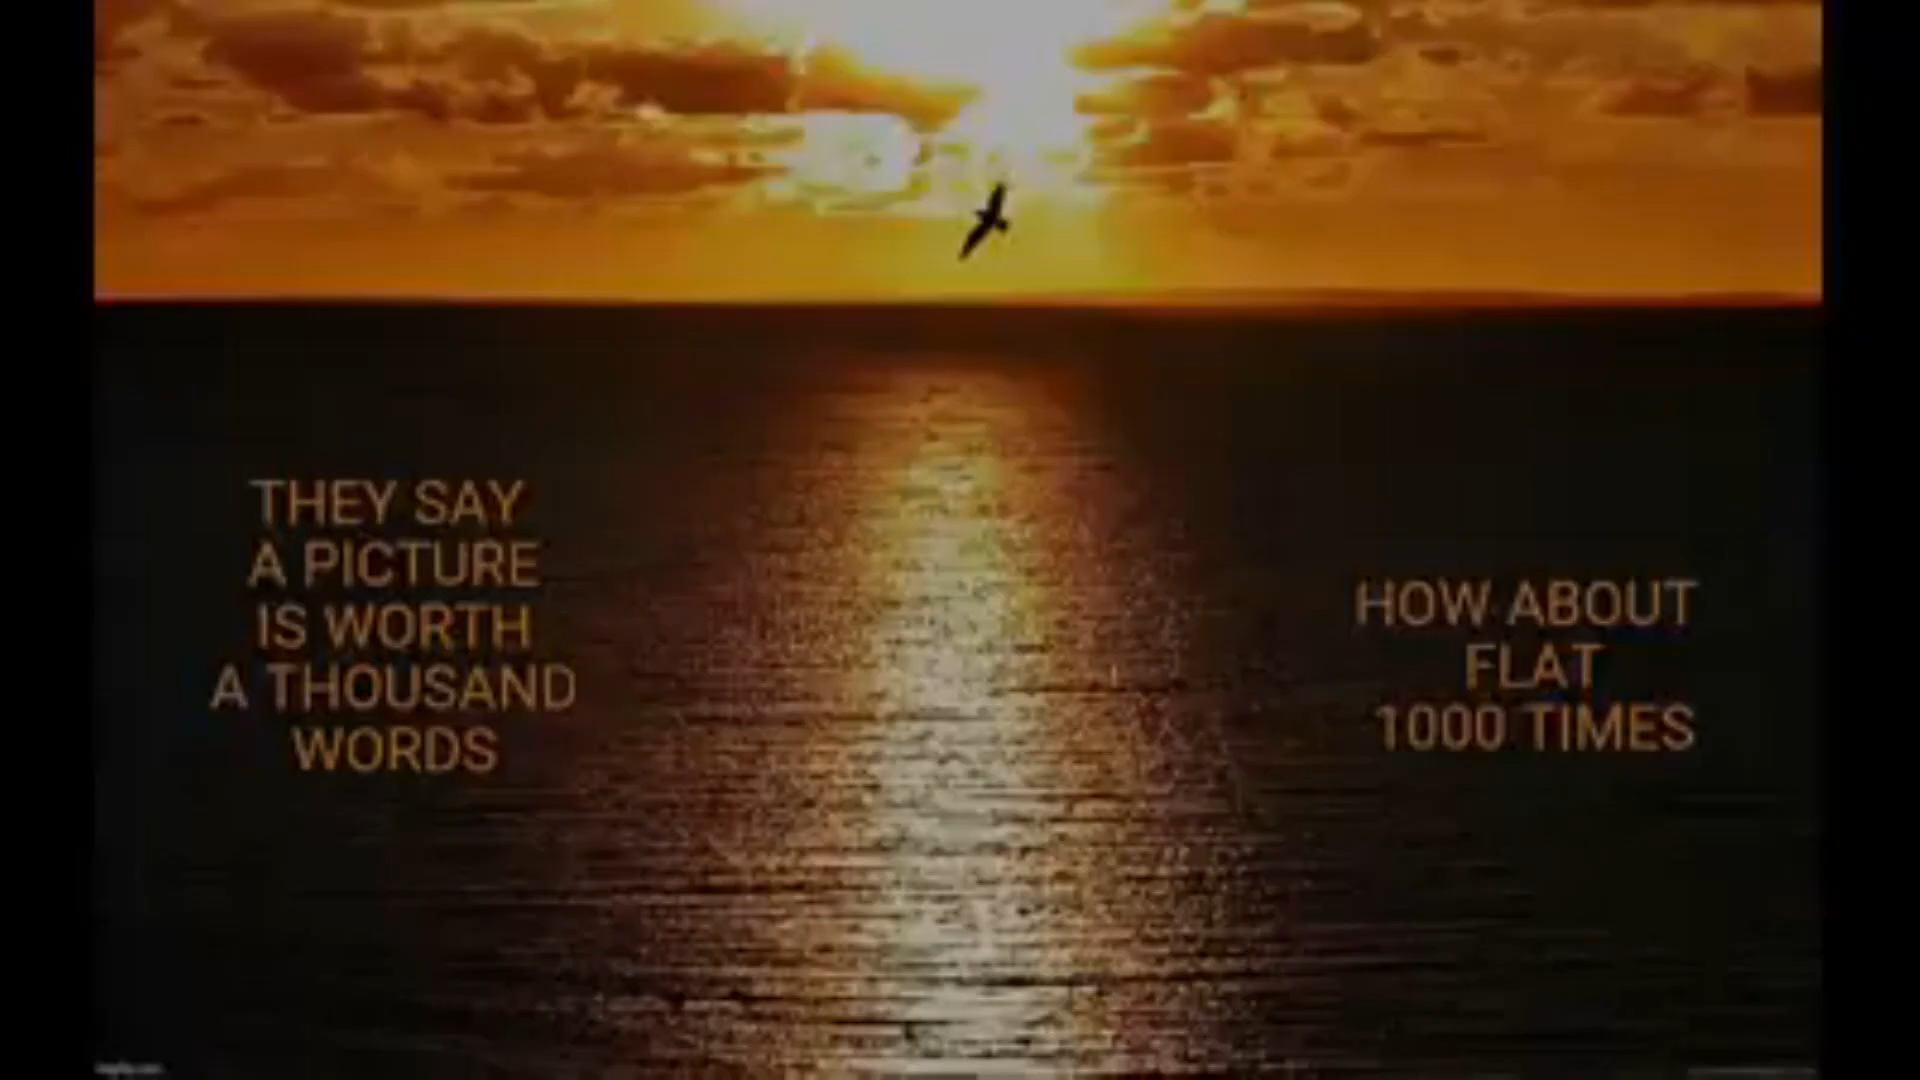 THEY SAY
A PICTURE
IS WORTH
A THOUSAND
WORDS
HOW ABOUT
FLAT
1000 TIMES